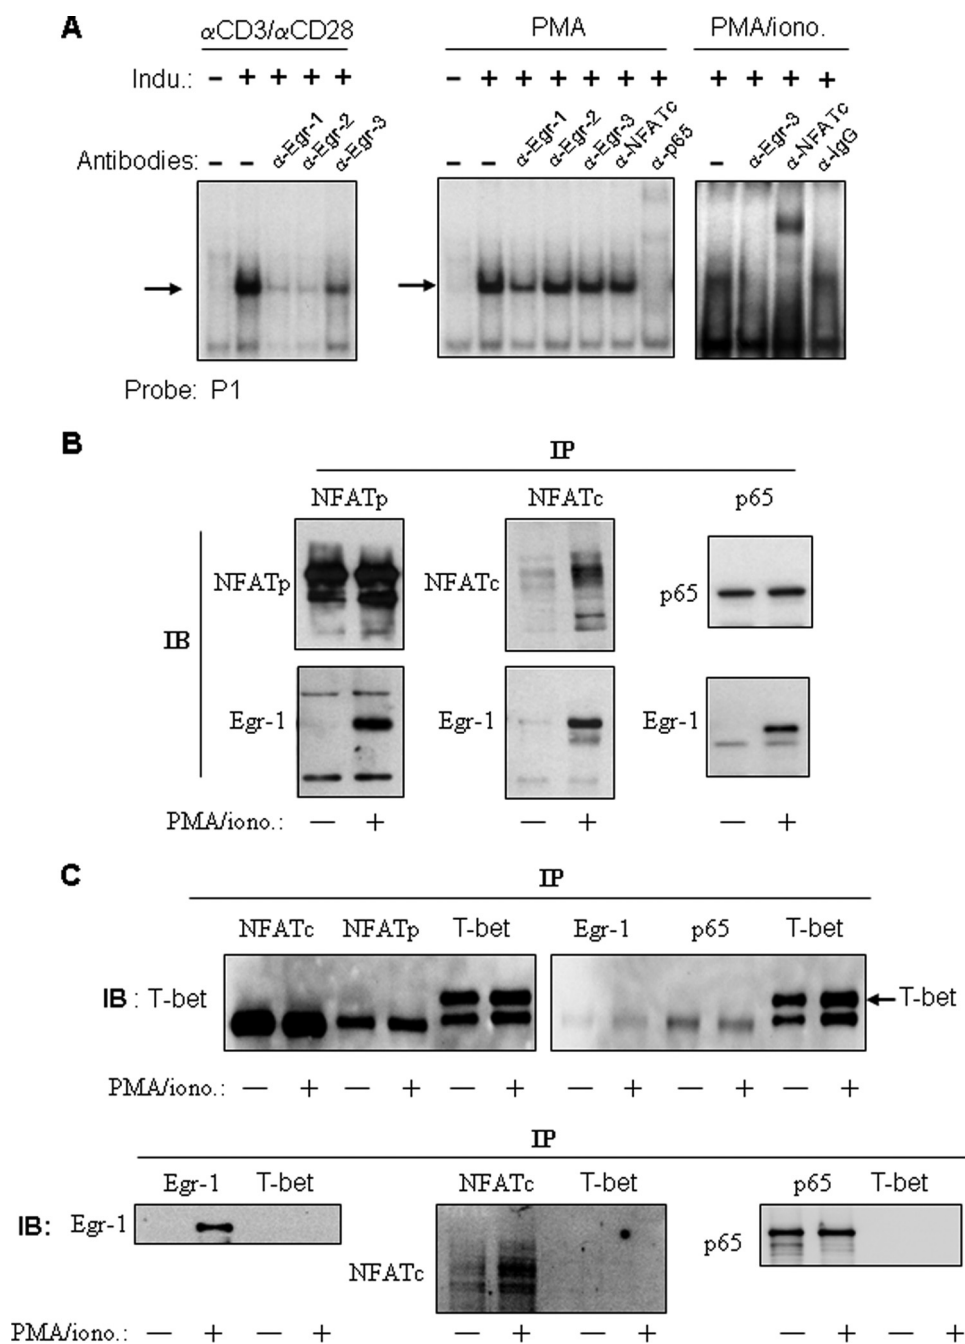 A
αCD3/αCD28 PMA PMA/iono.
Indu.: – + + + + – + + + + + + + + + +
Antibodies: – – α-Egr-1 α-Egr-2 α-Egr-3 – – α-Egr-1 α-Egr-2 α-Egr-3 α-NFATc α-p65 – α-Egr-3 α-NFATc α-IgG
Probe: P1
B
IP
NFATp NFATc p65
NFATp NFATc p65
IB
Egr-1 Egr-1 Egr-1
PMA/iono.: — + — + — +
C
IP
NFATc NFATp T-bet Egr-1 p65 T-bet
IB : T-bet T-bet
PMA/iono.: — + — + — + — + — + — +
IP
Egr-1 T-bet NFATc T-bet p65 T-bet
IB: Egr-1 NFATc p65
PMA/iono.: — + — + — + — + — + — +